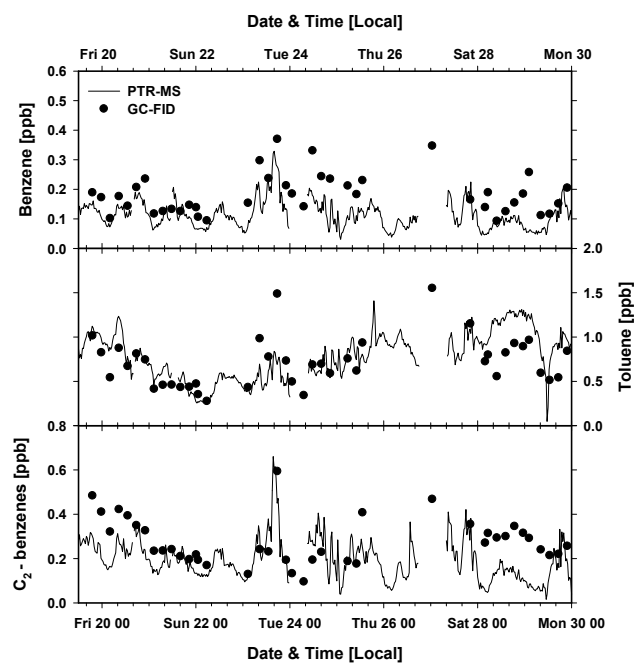 Date & Time [Local]
Fri 20 Sun 22 Tue 24 Thu 26 Sat 28 Mon 30
0.6
PTR-MS
GC-FID
0.5
0.4
0.3
0.2
0.1
0.0
Benzene [ppb]
2.0
1.5
1.0
0.5
0.0
Toluene [ppb]
0.8
0.6
0.4
0.2
0.0
C2 - benzenes [ppb]
Fri 20 00 Sun 22 00 Tue 24 00 Thu 26 00 Sat 28 00 Mon 30 00
Date & Time [Local]